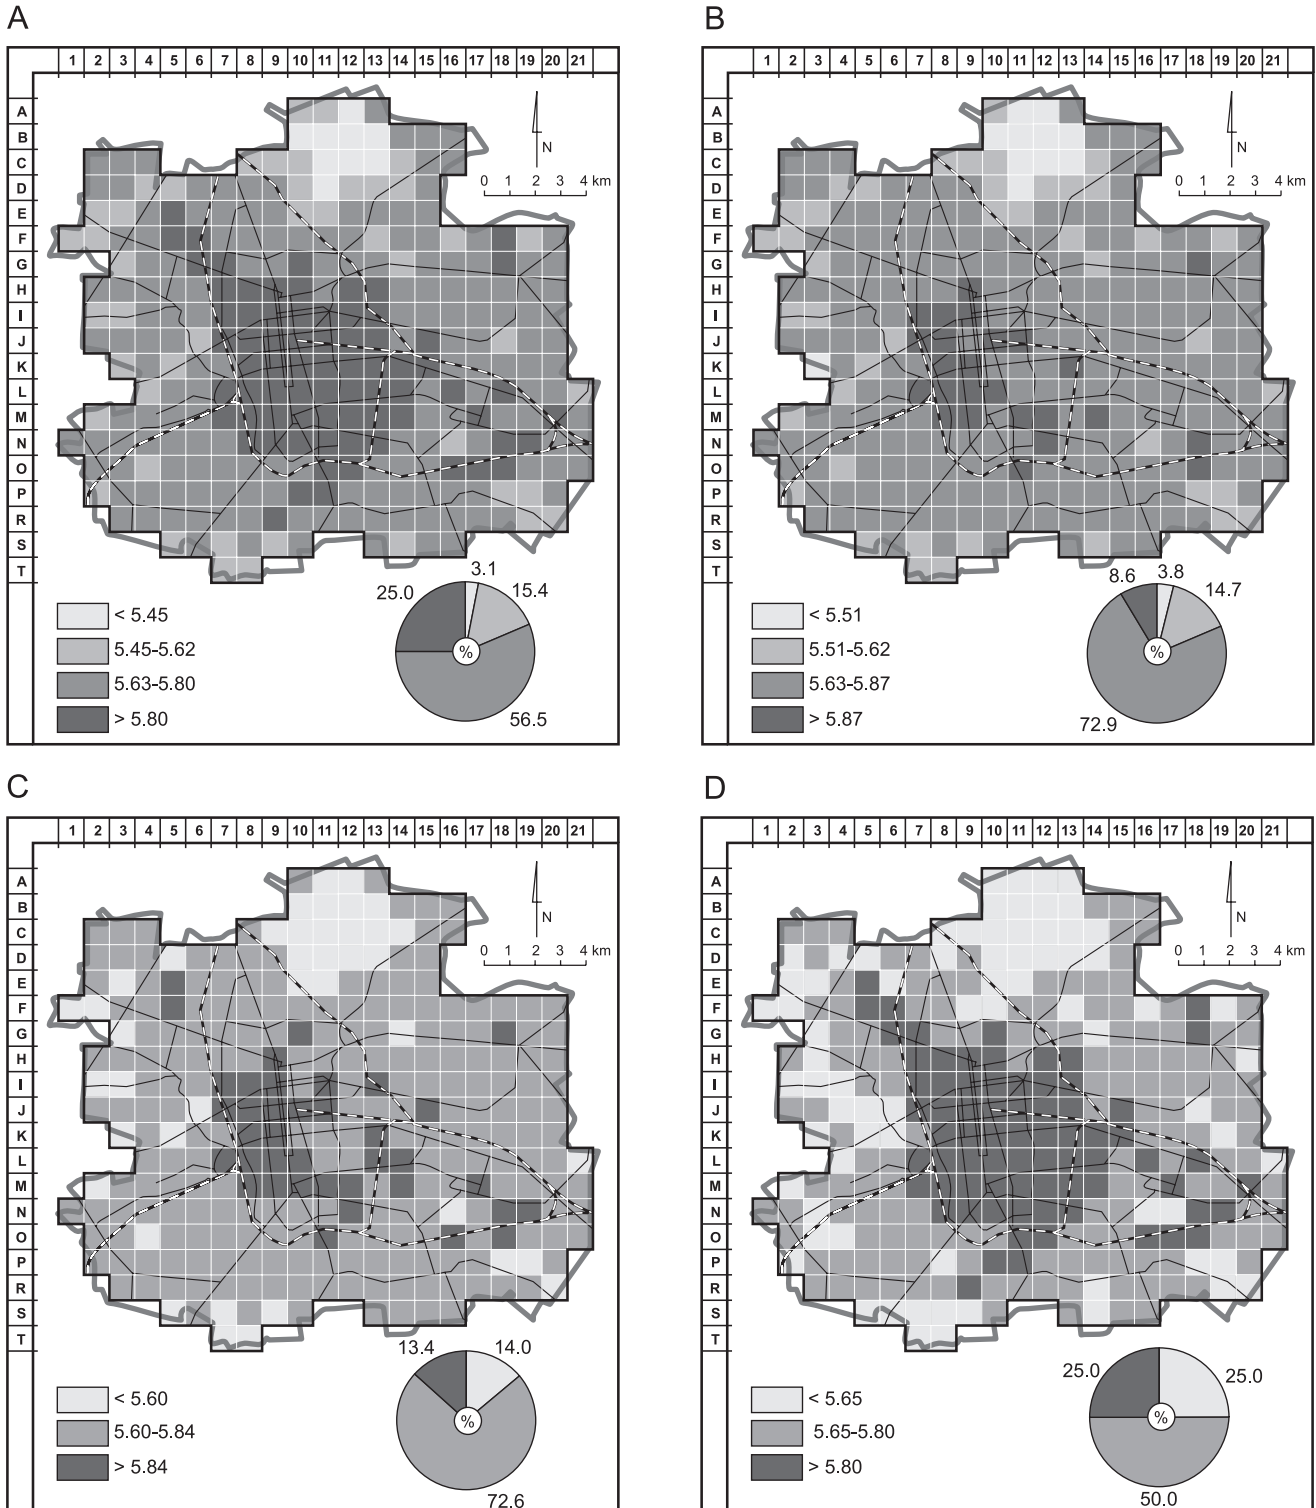 A
B
1 2 3 4 5 6 7 8 9 10 11 12 13 14 15 16 17 18 19 20 21
1 2 3 4 5 6 7 8 9 10 11 12 13 14 15 16 17 18 19 20 21
A
B
C
D
E
F
G
H
I
J
K
L
M
N
O
P
R
S
T
N
0 1 2 4 km
3.1
15.4
25.0
%
56.5
< 5.45
5.45-5.62
5.63-5.80
> 5.80
A
B
C
D
E
F
G
H
I
J
K
L
M
N
O
P
R
S
T
N
0 1 2 4 km
8.6
3.8
14.7
%
72.9
< 5.51
5.51-5.62
5.63-5.87
> 5.87
C
D
1 2 3 4 5 6 7 8 9 10 11 12 13 14 15 16 17 18 19 20 21
1 2 3 4 5 6 7 8 9 10 11 12 13 14 15 16 17 18 19 20 21
A
B
C
D
E
F
G
H
I
J
K
L
M
N
O
P
R
S
T
N
0 1 2 4 km
13.4
14.0
%
72.6
< 5.60
5.60-5.84
> 5.84
A
B
C
D
E
F
G
H
I
J
K
L
M
N
O
P
R
S
T
N
0 1 2 4 km
25.0
25.0
%
50.0
< 5.65
5.65-5.80
> 5.80